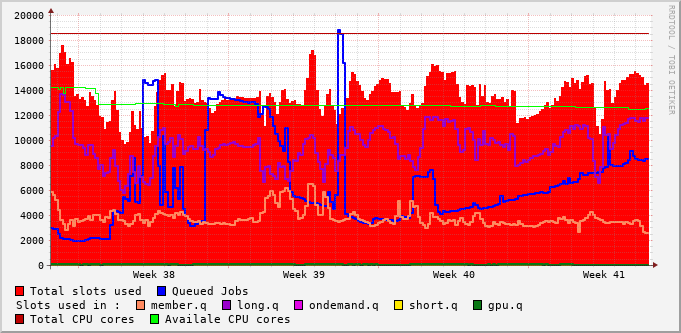 20000
18000
16000
14000
12000
10000
8000
6000
4000
2000
0
Week 38 Week 39 Week 40 Week 41
RRDTOOL / TOBI OETIKER
Total slots used Queued Jobs
Slots used in : member.q long.q ondemand.q short.q gpu.q
Total CPU cores Availale CPU cores